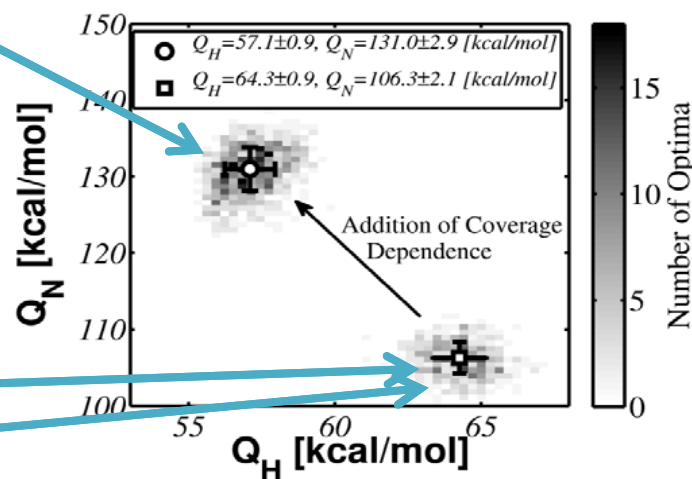 150
140
130
120
110
100
Q_N [kcal/mol]
Q_H=57.1±0.9, Q_N=131.0±2.9 [kcal/mol]
Q_H=64.3±0.9, Q_N=106.3±2.1 [kcal/mol]
Addition of Coverage
Dependence
55
60
65
Q_H [kcal/mol]
15
10
5
0
Number of Optima